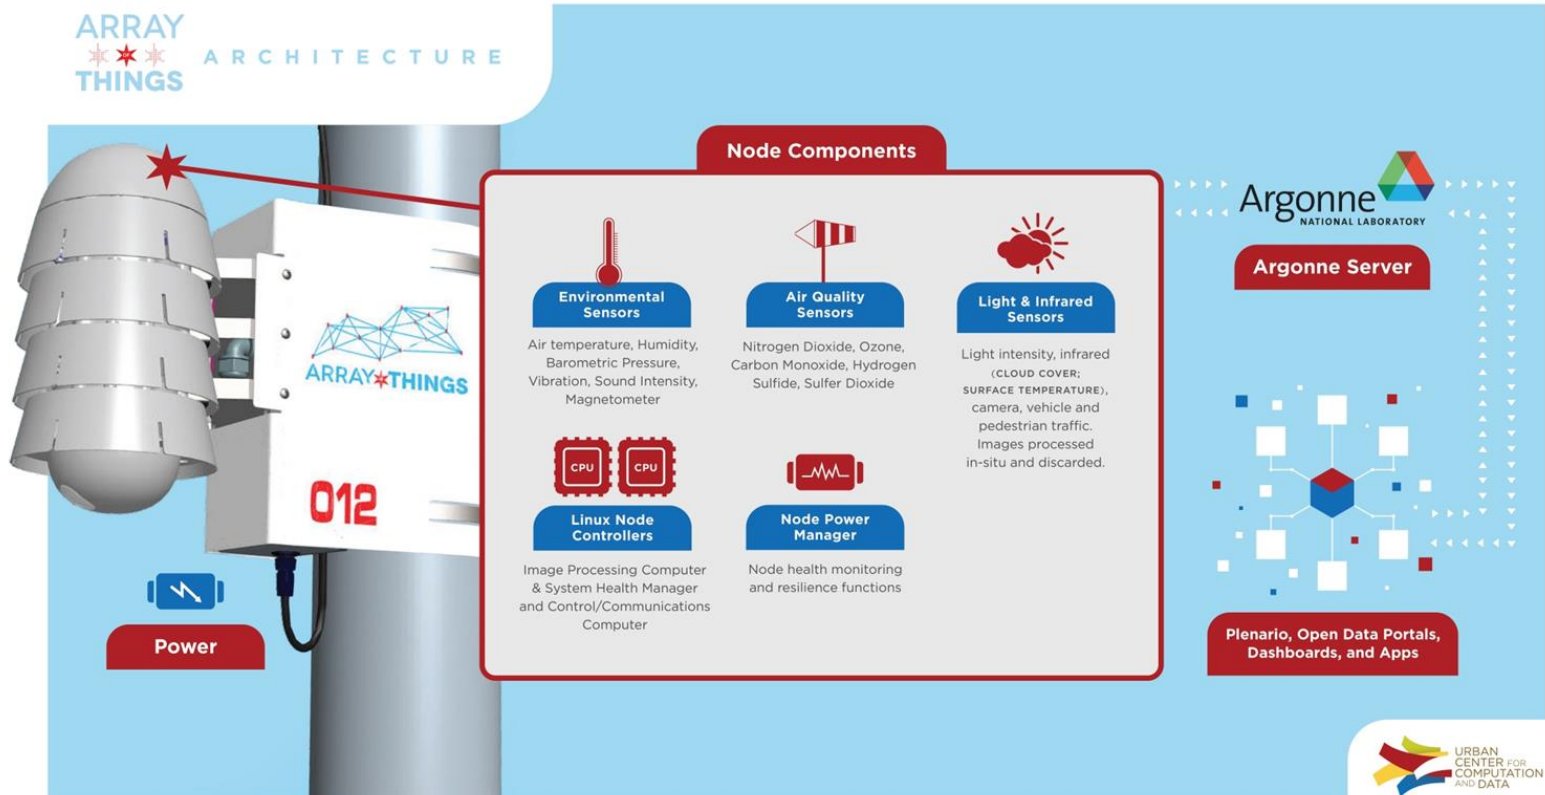 ARRAY
OF
THINGS
ARCHITECTURE
Node Components
Environmental
Sensors
Air temperature, Humidity,
Barometric Pressure,
Vibration, Sound Intensity,
Magnetometer
Air Quality
Sensors
Nitrogen Dioxide, Ozone,
Carbon Monoxide, Hydrogen
Sulfide, Sulfer Dioxide
Light & Infrared
Sensors
Light intensity, infrared
(CLOUD COVER;
SURFACE TEMPERATURE),
camera, vehicle and
pedestrian traffic.
Images processed
in-situ and discarded.
CPU
CPU
Linux Node
Controllers
Image Processing Computer
& System Health Manager
and Control/Communications
Computer
Node Power
Manager
Node health monitoring
and resilience functions
ARRAY THINGS
012
Power
Argonne
NATIONAL LABORATORY
Argonne Server
Plenario, Open Data Portals,
Dashboards, and Apps
URBAN
CENTER FOR
COMPUTATION
AND DATA